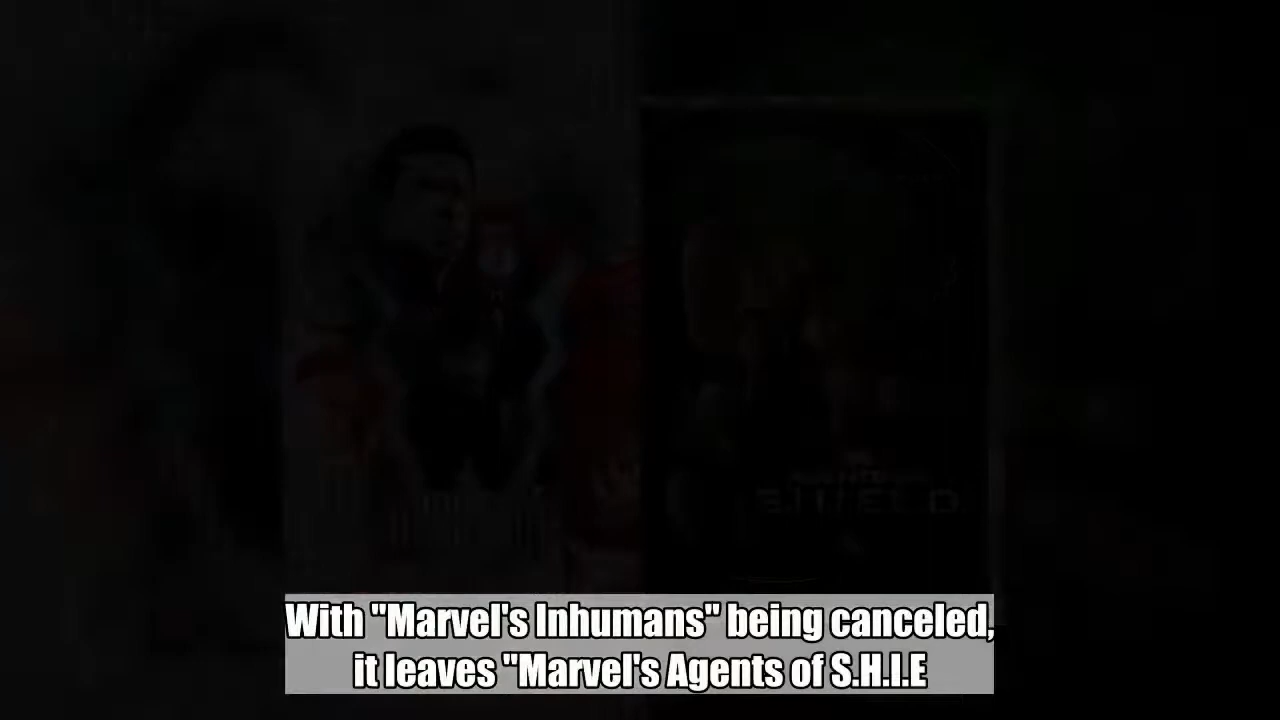 S.H.I.E.L.D.
With "Marvel's Inhumans" being canceled,
it leaves "Marvel's Agents of S.H.I.E